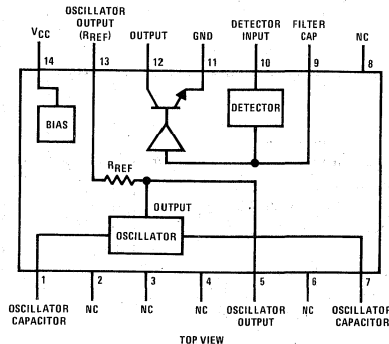 OSCILLATOR
OUTPUT
(RREF)
DETECTOR
INPUT
FILTER
CAP
VCC
OUTPUT
GND
NC
14
13
12
11
10
9
8
BIAS
DETECTOR
RREF
OUTPUT
OSCILLATOR
1
2
3
4
5
6
7
OSCILLATOR
CAPACITOR
NC
NC
NC
OSCILLATOR
OUTPUT
NC
OSCILLATOR
CAPACITOR
TOP VIEW